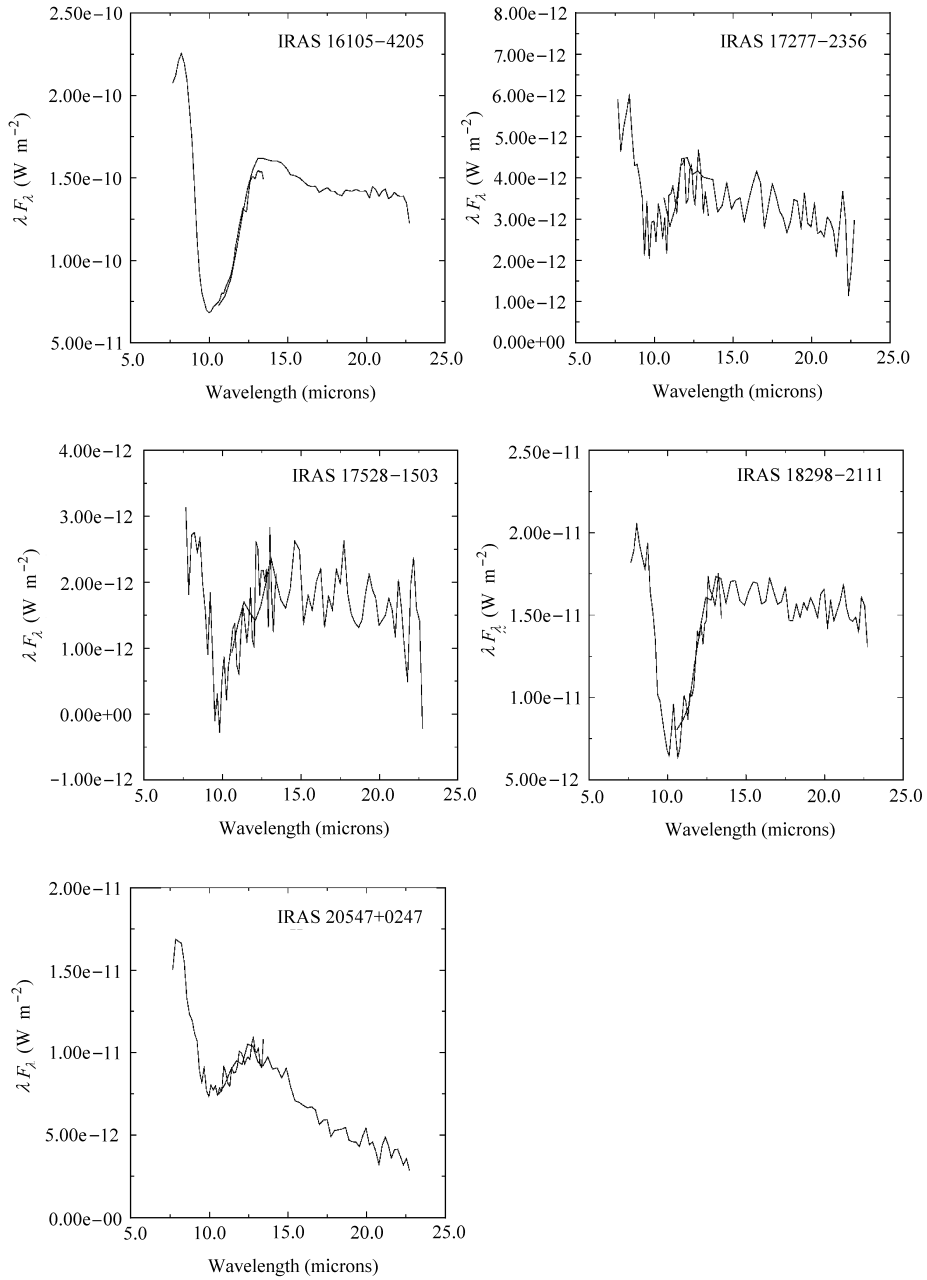 IRAS 16105−4205
2.50e−10
2.00e−10
1.50e−10
1.00e−10
5.00e−11
λFλ (W m−2)
5.0 10.0 15.0 20.0 25.0
Wavelength (microns)
IRAS 17277−2356
8.00e−12
7.00e−12
6.00e−12
5.00e−12
4.00e−12
3.00e−12
2.00e−12
1.00e−12
0.00e+00
λFλ (W m−2)
5.0 10.0 15.0 20.0 25.0
Wavelength (microns)
IRAS 17528−1503
4.00e−12
3.00e−12
2.00e−12
1.00e−12
0.00e+00
−1.00e−12
λFλ (W m−2)
5.0 10.0 15.0 20.0 25.0
Wavelength (microns)
IRAS 18298−2111
2.50e−11
2.00e−11
1.50e−11
1.00e−11
5.00e−12
λFλ (W m−2)
5.0 10.0 15.0 20.0 25.0
Wavelength (microns)
IRAS 20547+0247
2.00e−11
1.50e−11
1.00e−11
5.00e−12
0.00e−00
λFλ (W m−2)
5.0 10.0 15.0 20.0 25.0
Wavelength (microns)